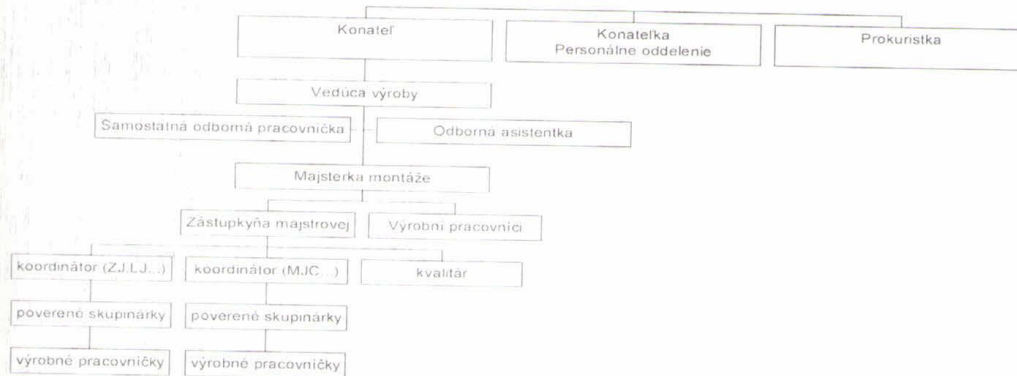 Konateľ
Konateľka
Personálne oddelenie
Prokuristka
Vedúca výroby
Samostatná odborná pracovníčka
Odborná asistentka
Majsterka montáže
Zástupkyňa majstrovej
Výrobní pracovníci
koordinátor (ZJ,LJ...)
koordinátor (MJC...)
kvalitár
poverené skupinárky
poverené skupinárky
výrobné pracovníčky
výrobné pracovníčky